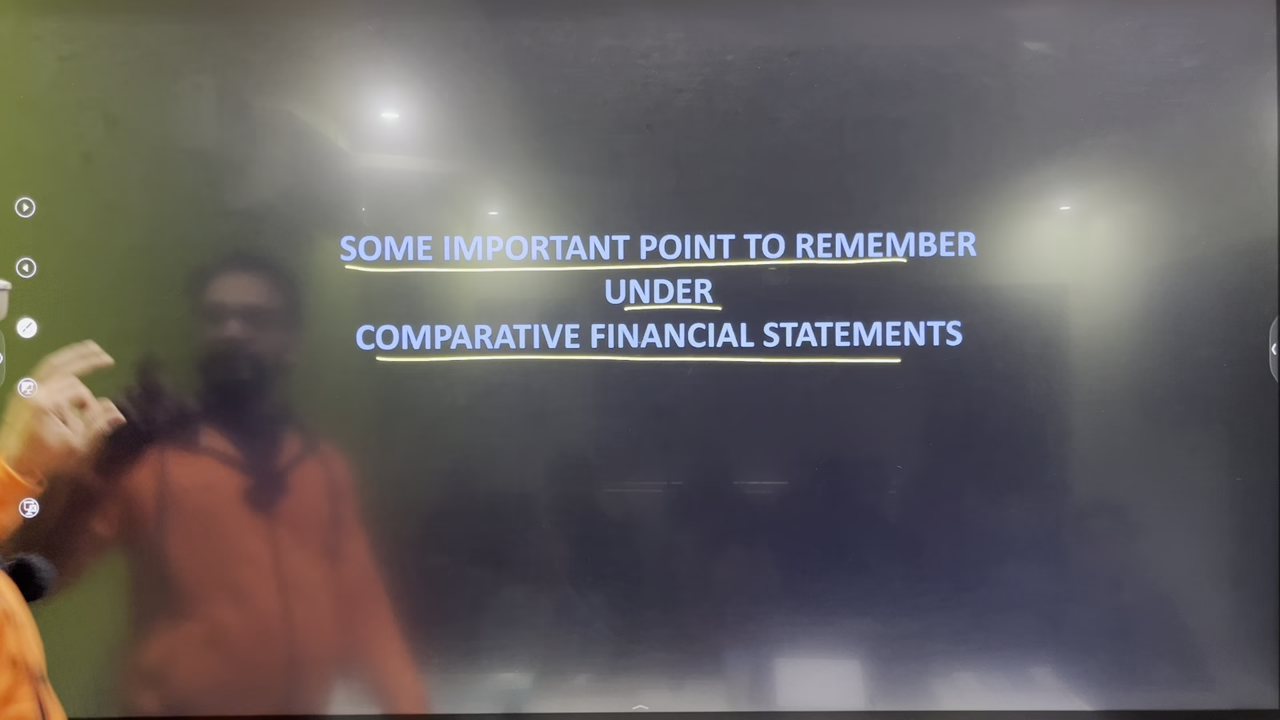 SOME IMPORTANT POINT TO REMEMBER
UNDER
COMPARATIVE FINANCIAL STATEMENTS